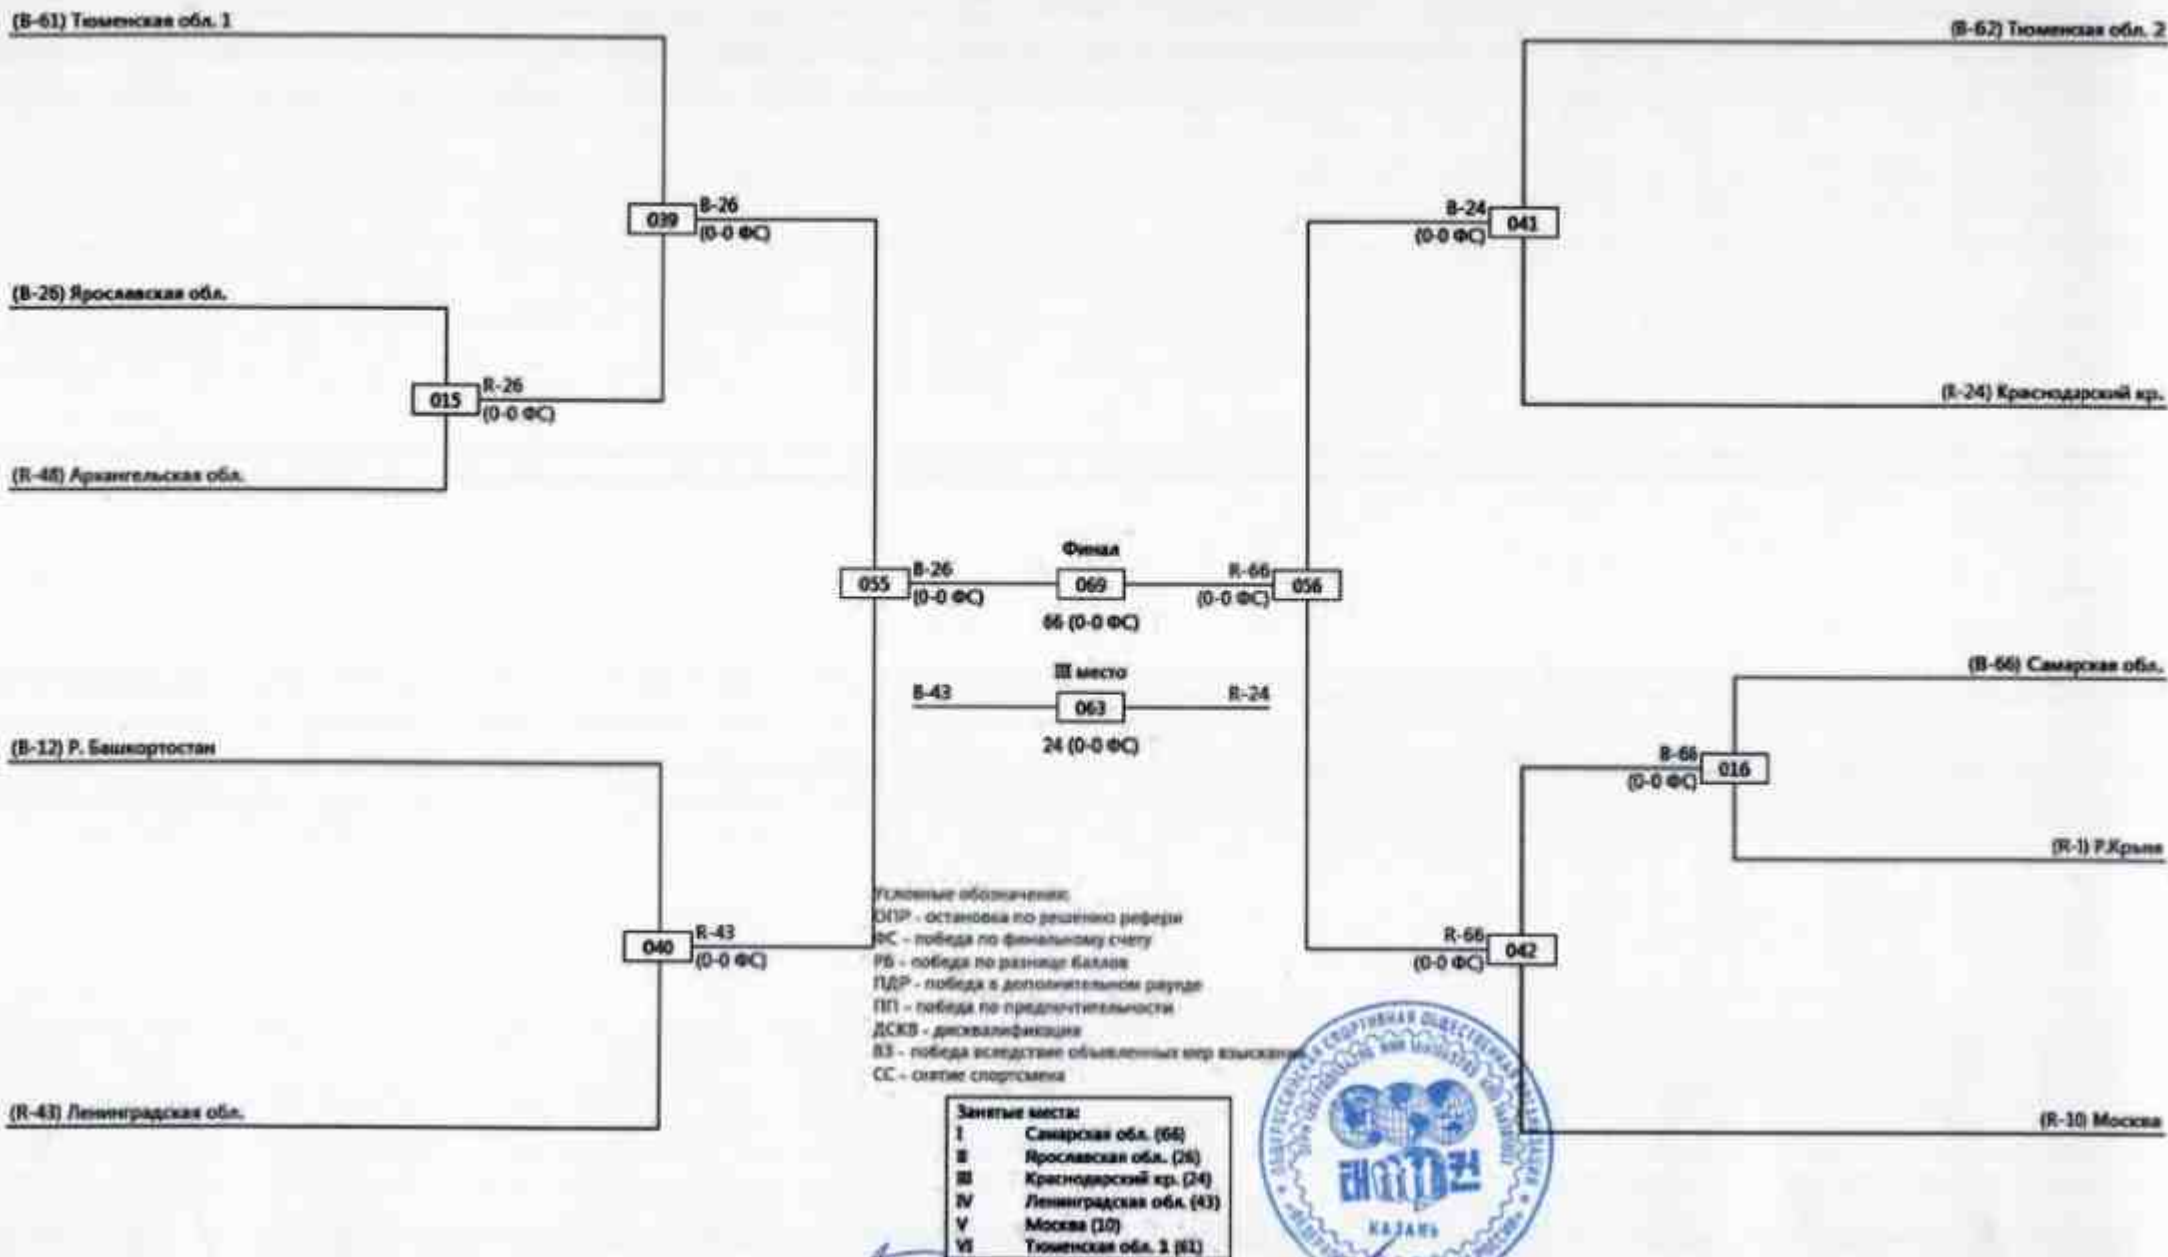 (B-61) Тюменская обл. 1
(B-62) Тюменская обл. 2
039
B-26
(0-0 ФС)
B-24
(0-0 ФС)
041
(B-26) Ярославская обл.
015
R-26
(0-0 ФС)
(R-24) Краснодарский кр.
(R-48) Архангельская обл.
Финал
055
B-26
(0-0 ФС)
069
R-66
(0-0 ФС)
056
66 (0-0 ФС)
III место
B-43
063
R-24
24 (0-0 ФС)
(B-66) Самарская обл.
(B-12) Р. Башкортостан
B-66
(0-0 ФС)
016
(R-1) Р.Крым
040
R-43
(0-0 ФС)
R-66
(0-0 ФС)
042
Условные обозначения:
ОПР - остановка по решению рефери
ФС - победа по финальному счету
РБ - победа по разнице баллов
ПДР - победа в дополнительном раунде
ПП - победа по предпочтительности
ДСКВ - дисквалификация
ВЗ - победа вследствие объявленных мер взыскания
СС - снятие спортсмена
(R-43) Ленинградская обл.
(R-10) Москва
Занятые места:
I Самарская обл. (66)
II Ярославская обл. (26)
III Краснодарский кр. (24)
IV Ленинградская обл. (43)
V Москва (10)
VI Тюменская обл. 1 (61)
ОБЩЕРОССИЙСКАЯ СПОРТИВНАЯ ОБЩЕСТВЕННАЯ ОРГАНИЗАЦИЯ
КАЗАНЬ
РОССИИ